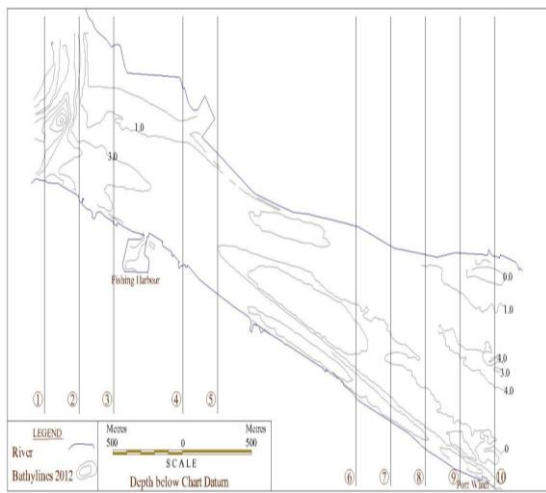 1.0
3.0
Fishing Harbour
0.0
1.0
4.0
3.0
4.0
.0
① ② ③ ④ ⑤
⑥ ⑦ ⑧ ⑨ ⑩
Port Wharf
LEGEND
River
Bathylines 2012
Metres Metres
500 0 500
SCALE
Depth below Chart Datum